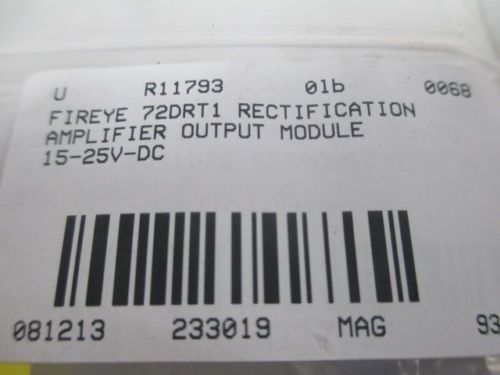 U R11793 01b 0068
FIREYE 72DRT1 RECTIFICATION
AMPLIFIER OUTPUT MODULE
15-25V-DC
081213 233019 MAG 93